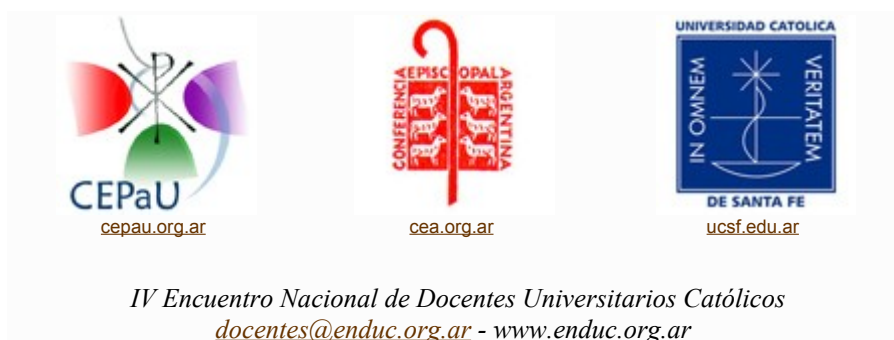 CEPaU
cepau.org.ar
CONFERENCIA EPISCOPAL ARGENTINA
cea.org.ar
UNIVERSIDAD CATOLICA
IN OMNEM VERITATEM
DE SANTA FE
ucsf.edu.ar
IV Encuentro Nacional de Docentes Universitarios Católicos
docentes@enduc.org.ar - www.enduc.org.ar